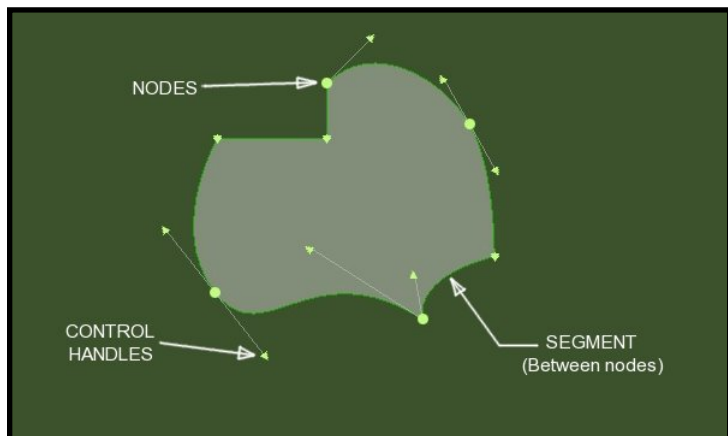 NODES
CONTROL
HANDLES
SEGMENT
(Between nodes)